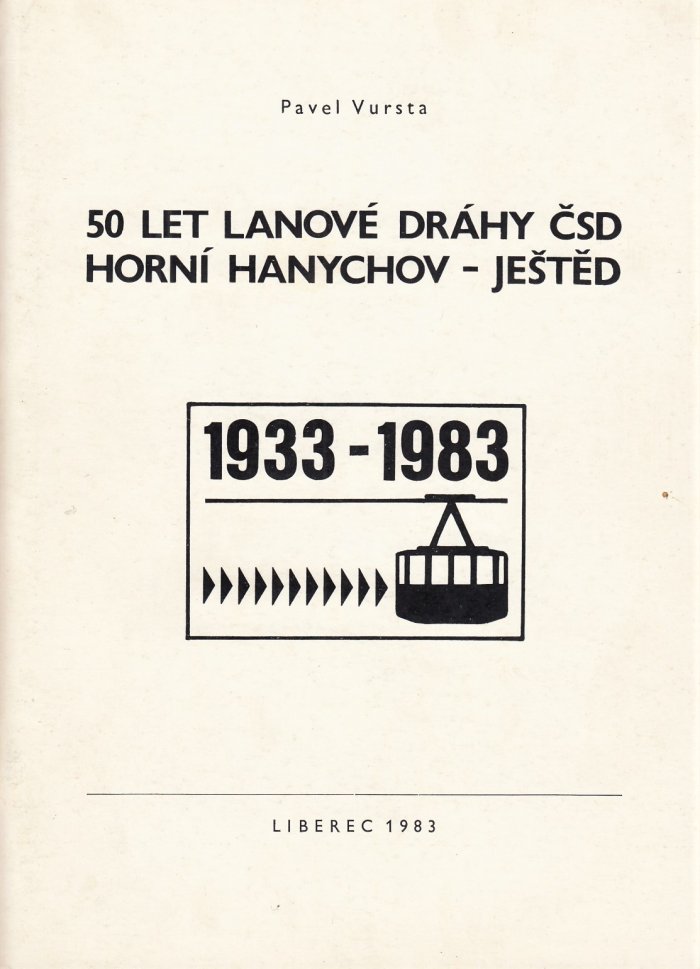 Pavel Vursta
50 LET LANOVÉ DRÁHY ČSD
HORNÍ HANYCHOV - JEŠTĚD
1933-1983
LIBEREC 1983